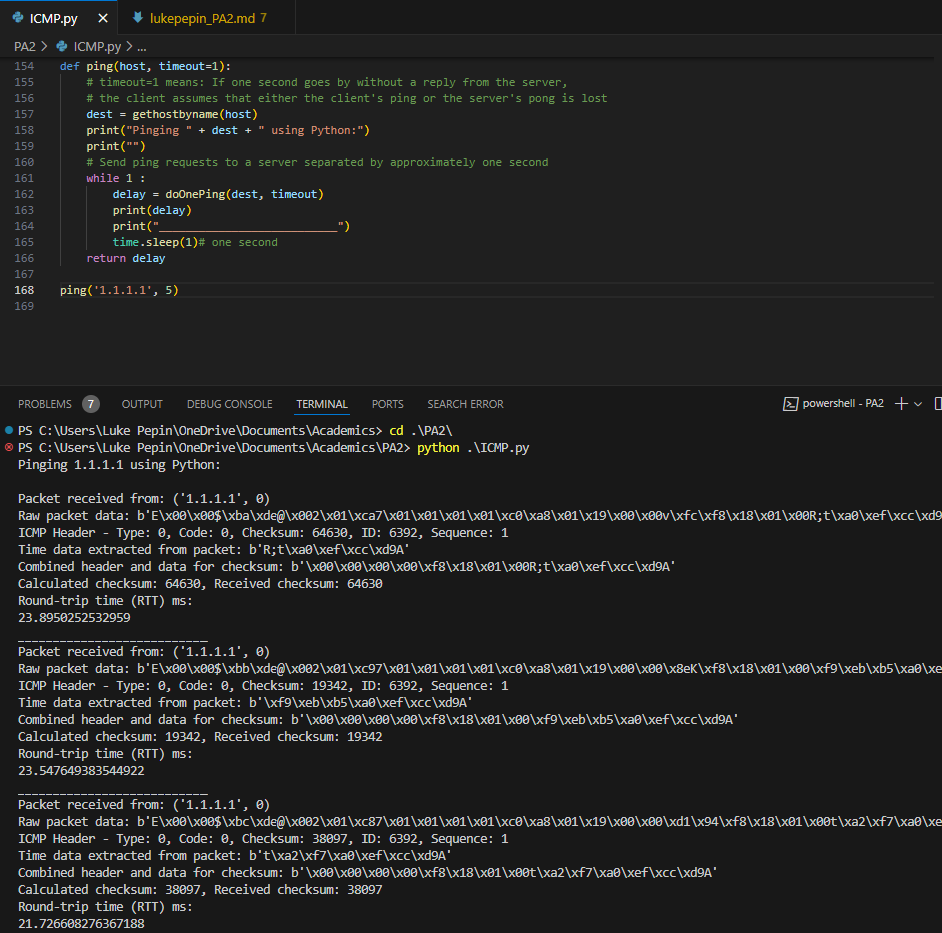 ICMP.py
lukepepin_PA2.md 7
PA2 > ICMP.py > ...
154 def ping(host, timeout=1):
155 # timeout=1 means: If one second goes by without a reply from the server,
156 # the client assumes that either the client's ping or the server's pong is lost
157 dest = gethostbyname(host)
158 print("Pinging " + dest + " using Python:")
159 print("")
160 # Send ping requests to a server separated by approximately one second
161 while 1 :
162 delay = doOnePing(dest, timeout)
163 print(delay)
164 print("___________________________")
165 time.sleep(1)# one second
166 return delay
167
168 ping('1.1.1.1', 5)
169
PROBLEMS 7 OUTPUT DEBUG CONSOLE TERMINAL PORTS SEARCH ERROR powershell - PA2
PS C:\Users\Luke Pepin\OneDrive\Documents\Academics> cd .\PA2\
PS C:\Users\Luke Pepin\OneDrive\Documents\Academics\PA2> python .\ICMP.py
Pinging 1.1.1.1 using Python:
Packet received from: ('1.1.1.1', 0)
Raw packet data: b'E\x00\x00$\xba\xde@\x002\x01\xca7\x01\x01\x01\x01\xc0\xa8\x01\x19\x00\x00v\xfc\xf8\x18\x01\x00R;t\xa0\xef\xcc\xd9
ICMP Header - Type: 0, Code: 0, Checksum: 64630, ID: 6392, Sequence: 1
Time data extracted from packet: b'R;t\xa0\xef\xcc\xd9A'
Combined header and data for checksum: b'\x00\x00\x00\x00\xf8\x18\x01\x00R;t\xa0\xef\xcc\xd9A'
Calculated checksum: 64630, Received checksum: 64630
Round-trip time (RTT) ms:
23.8950252532959
___________________________
Packet received from: ('1.1.1.1', 0)
Raw packet data: b'E\x00\x00$\xbb\xde@\x002\x01\xc97\x01\x01\x01\x01\xc0\xa8\x01\x19\x00\x00\x8eK\xf8\x18\x01\x00\xf9\xeb\xb5\xa0\xe
ICMP Header - Type: 0, Code: 0, Checksum: 19342, ID: 6392, Sequence: 1
Time data extracted from packet: b'\xf9\xeb\xb5\xa0\xef\xcc\xd9A'
Combined header and data for checksum: b'\x00\x00\x00\x00\xf8\x18\x01\x00\xf9\xeb\xb5\xa0\xef\xcc\xd9A'
Calculated checksum: 19342, Received checksum: 19342
Round-trip time (RTT) ms:
23.547649383544922
___________________________
Packet received from: ('1.1.1.1', 0)
Raw packet data: b'E\x00\x00$\xbc\xde@\x002\x01\xc87\x01\x01\x01\x01\xc0\xa8\x01\x19\x00\x00\xd1\x94\xf8\x18\x01\x00t\xa2\xf7\xa0\xe
ICMP Header - Type: 0, Code: 0, Checksum: 38097, ID: 6392, Sequence: 1
Time data extracted from packet: b't\xa2\xf7\xa0\xef\xcc\xd9A'
Combined header and data for checksum: b'\x00\x00\x00\x00\xf8\x18\x01\x00t\xa2\xf7\xa0\xef\xcc\xd9A'
Calculated checksum: 38097, Received checksum: 38097
Round-trip time (RTT) ms:
21.726608276367188